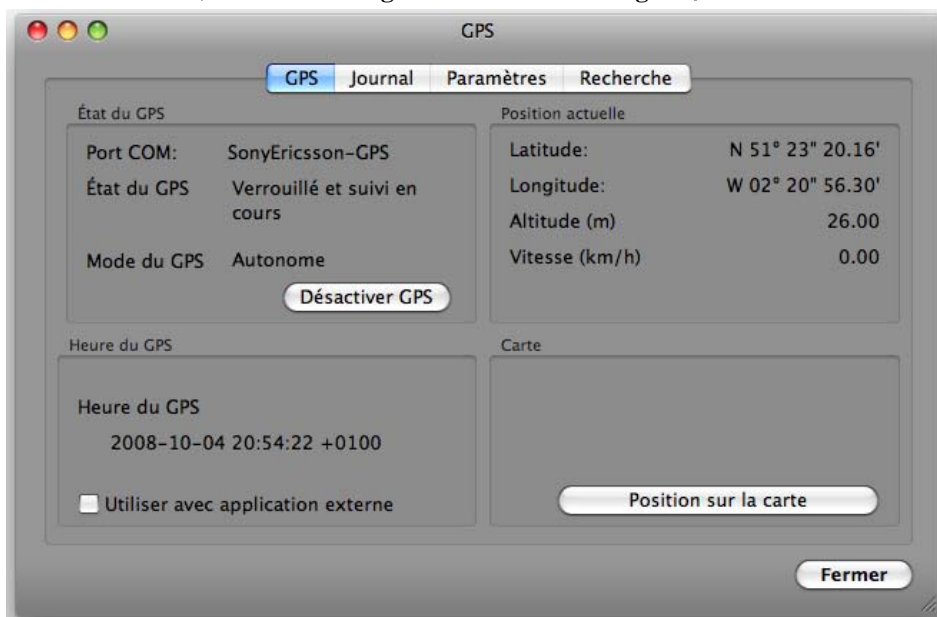 GPS
GPS Journal Paramètres Recherche
État du GPS
Port COM: SonyEricsson-GPS
État du GPS Verrouillé et suivi en
cours
Mode du GPS Autonome
Désactiver GPS
Position actuelle
Latitude: N 51° 23" 20.16'
Longitude: W 02° 20" 56.30'
Altitude (m) 26.00
Vitesse (km/h) 0.00
Heure du GPS
Heure du GPS
2008-10-04 20:54:22 +0100
Utiliser avec application externe
Carte
Position sur la carte
Fermer